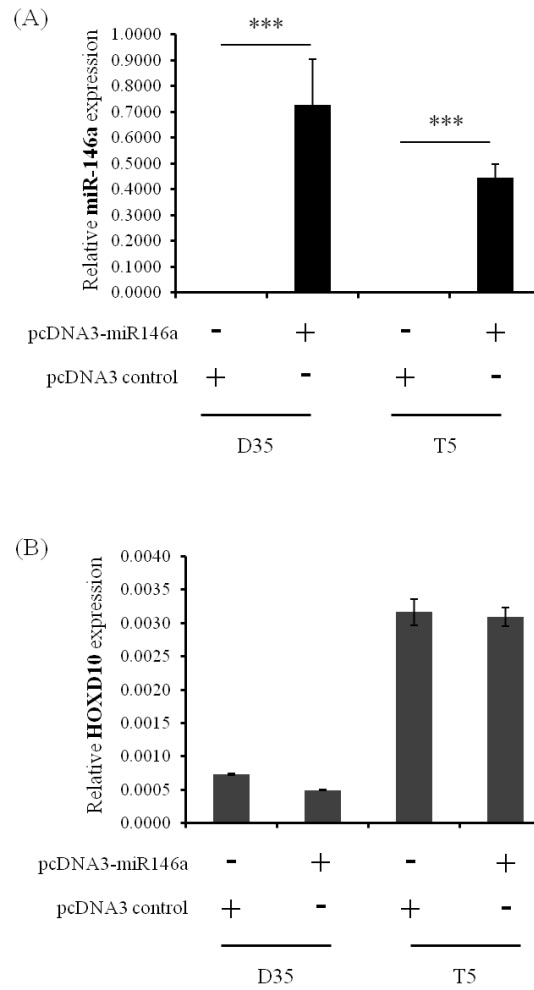 (A)
Relative miR-146a expression
1.0000
0.9000
0.8000
0.7000
0.6000
0.5000
0.4000
0.3000
0.2000
0.1000
0.0000
***
***
pcDNA3-miR146a - + - +
pcDNA3 control + - + -
D35 T5
(B)
Relative HOXD10 expression
0.0040
0.0035
0.0030
0.0025
0.0020
0.0015
0.0010
0.0005
0.0000
pcDNA3-miR146a - + - +
pcDNA3 control + - + -
D35 T5